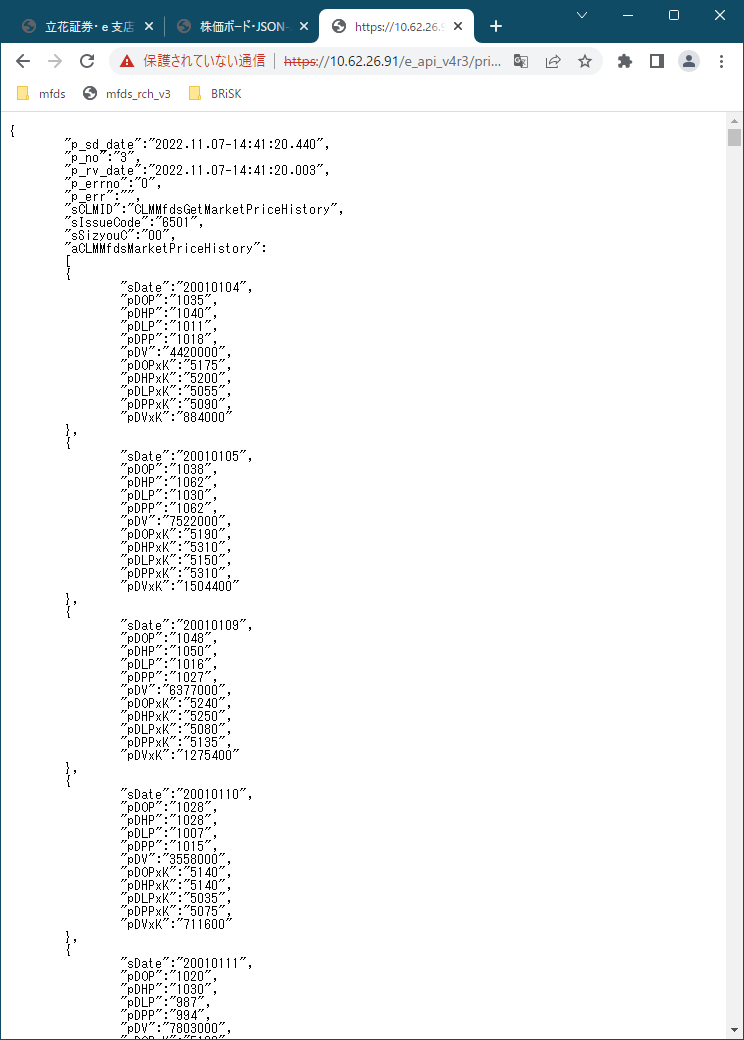 立花証券・ｅ支店
株価ボード・JSON-
https://10.62.26.9
保護されていない通信
https://10.62.26.91/e_api_v4r3/pri...
mfds
mfds_rch_v3
BRiSK
{
"p_sd_date":"2022.11.07-14:41:20.440",
"p_no":"3",
"p_rv_date":"2022.11.07-14:41:20.003",
"p_errno":"0",
"p_err":"",
"sCLMID":"CLMMfdsGetMarketPriceHistory",
"sIssueCode":"6501",
"sSizyouC":"00",
"aCLMMfdsMarketPriceHistory":
[
{
"sDate":"20010104",
"pDOP":"1035",
"pDHP":"1040",
"pDLP":"1011",
"pDPP":"1018",
"pDV":"4420000",
"pDOPxK":"5175",
"pDHPxK":"5200",
"pDLPxK":"5055",
"pDPPxK":"5090",
"pDVxK":"884000"
},
{
"sDate":"20010105",
"pDOP":"1038",
"pDHP":"1062",
"pDLP":"1030",
"pDPP":"1062",
"pDV":"7522000",
"pDOPxK":"5190",
"pDHPxK":"5310",
"pDLPxK":"5150",
"pDPPxK":"5310",
"pDVxK":"1504400"
},
{
"sDate":"20010109",
"pDOP":"1048",
"pDHP":"1050",
"pDLP":"1016",
"pDPP":"1027",
"pDV":"6377000",
"pDOPxK":"5240",
"pDHPxK":"5250",
"pDLPxK":"5080",
"pDPPxK":"5135",
"pDVxK":"1275400"
},
{
"sDate":"20010110",
"pDOP":"1028",
"pDHP":"1028",
"pDLP":"1007",
"pDPP":"1015",
"pDV":"3558000",
"pDOPxK":"5140",
"pDHPxK":"5140",
"pDLPxK":"5035",
"pDPPxK":"5075",
"pDVxK":"711600"
},
{
"sDate":"20010111",
"pDOP":"1020",
"pDHP":"1030",
"pDLP":"987",
"pDPP":"994",
"pDV":"7803000",